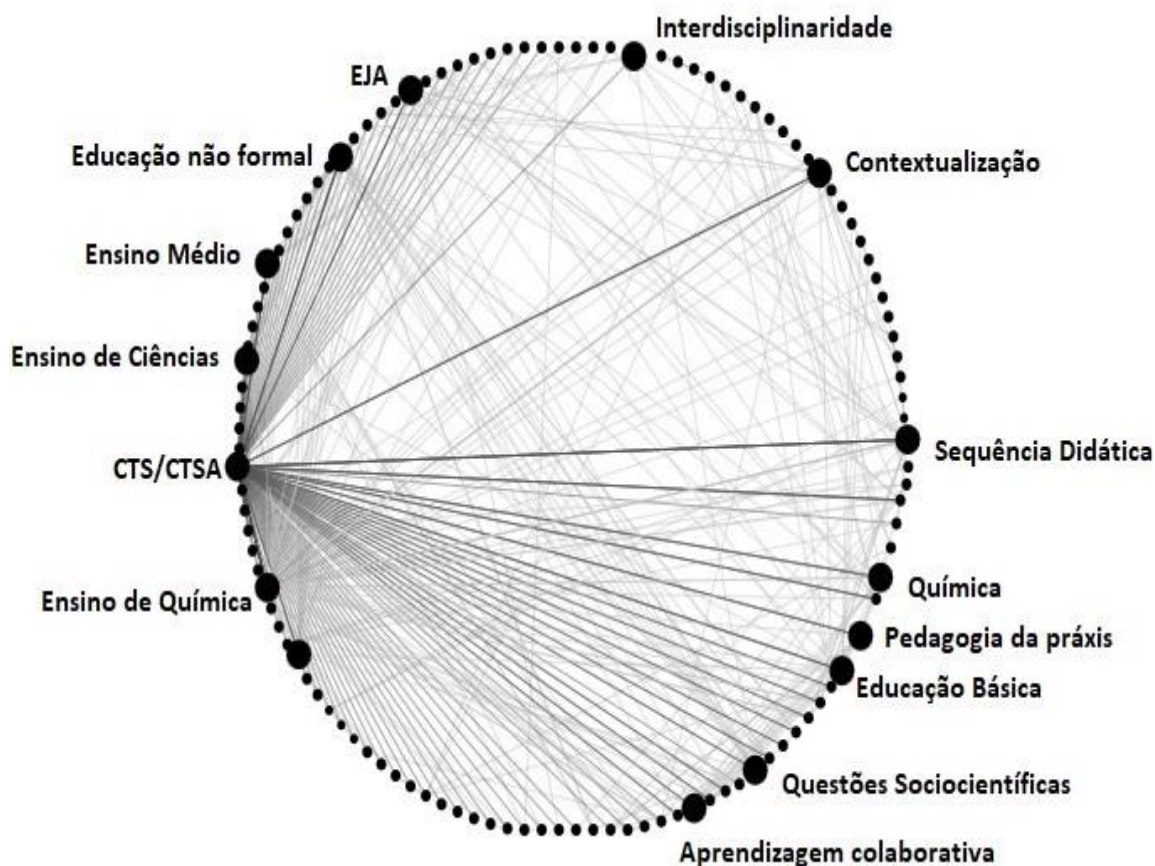 Interdisciplinaridade
EJA
Educação não formal
Contextualização
Ensino Médio
Ensino de Ciências
CTS/CTSA
Sequência Didática
Ensino de Química
Química
Pedagogia da práxis
Educação Básica
Questões Sociocientíficas
Aprendizagem colaborativa